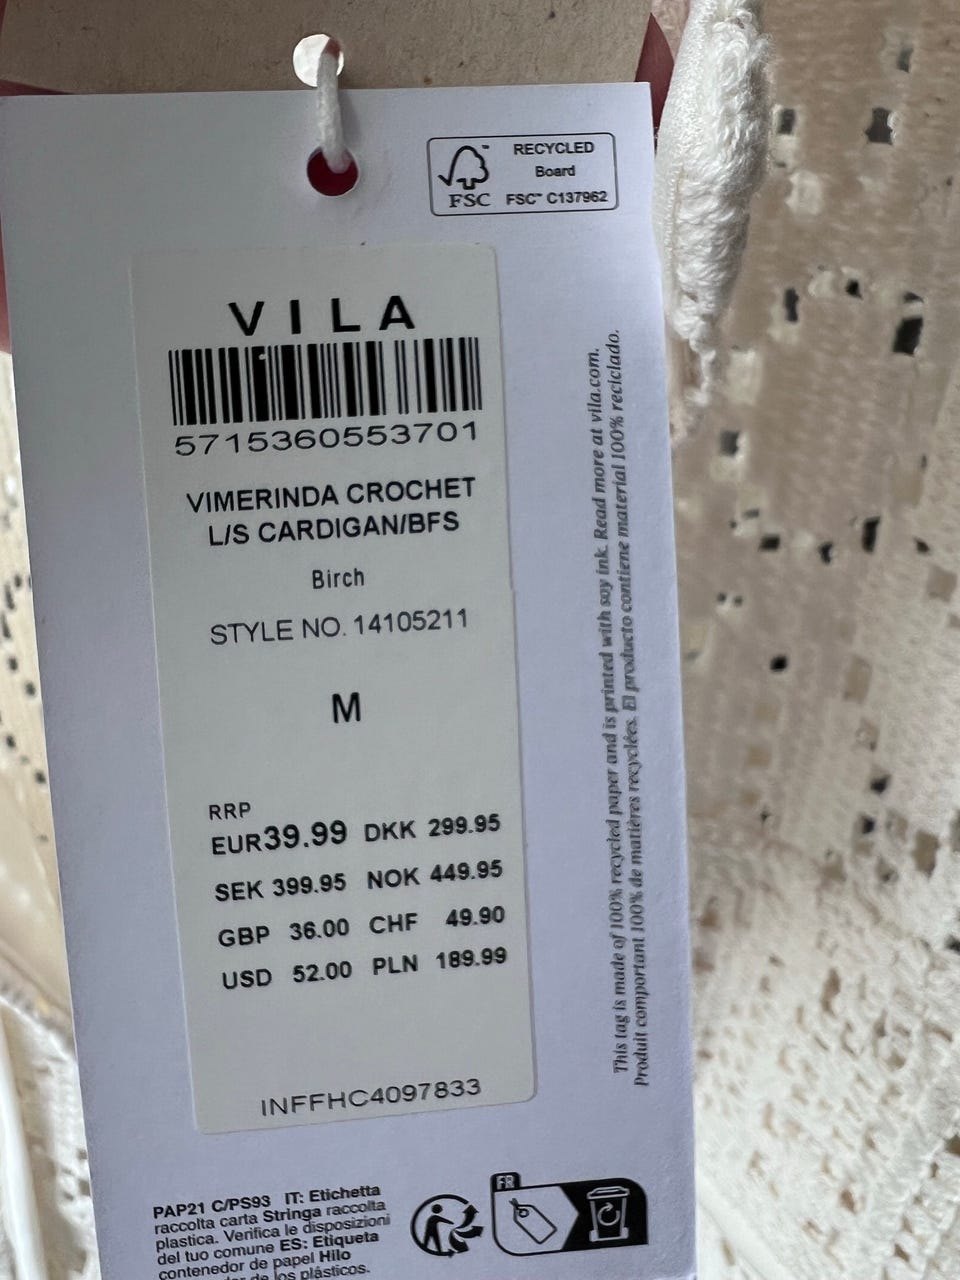 RECYCLED
Board
FSC™ C137962
FSC™
VILA
5715360553701
VIMERINDA CROCHET
L/S CARDIGAN/BFS
Birch
STYLE NO. 14105211
M
RRP
EUR39.99 DKK 299.95
SEK 399.95 NOK 449.95
GBP 36.00 CHF 49.90
USD 52.00 PLN 189.99
INFFHC4097833
This tag is made of 100% recycled paper and is printed with soy ink. Read more at vila.com.
Produit comportant 100% de matières recyclées. El producto contiene material 100% reciclado.
PAP21 C/PS93 IT: Etichetta
raccolta carta Stringa raccolta
plastica. Verifica le disposizioni
del tuo comune ES: Etiqueta
contenedor de papel Hilo
de los plásticos.
FR